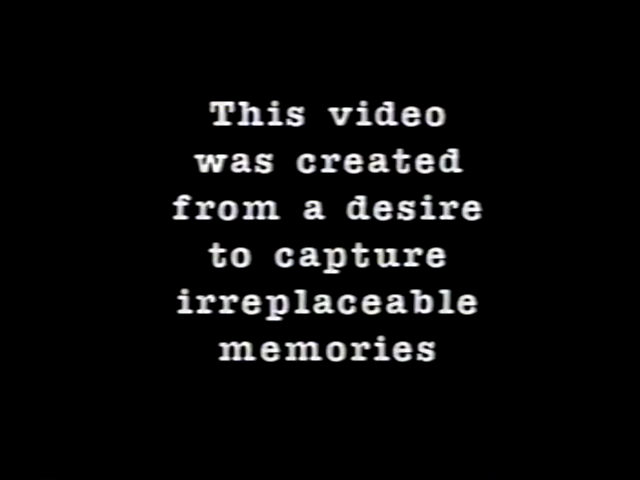 This video
was created
from a desire
to capture
irreplaceable
memories